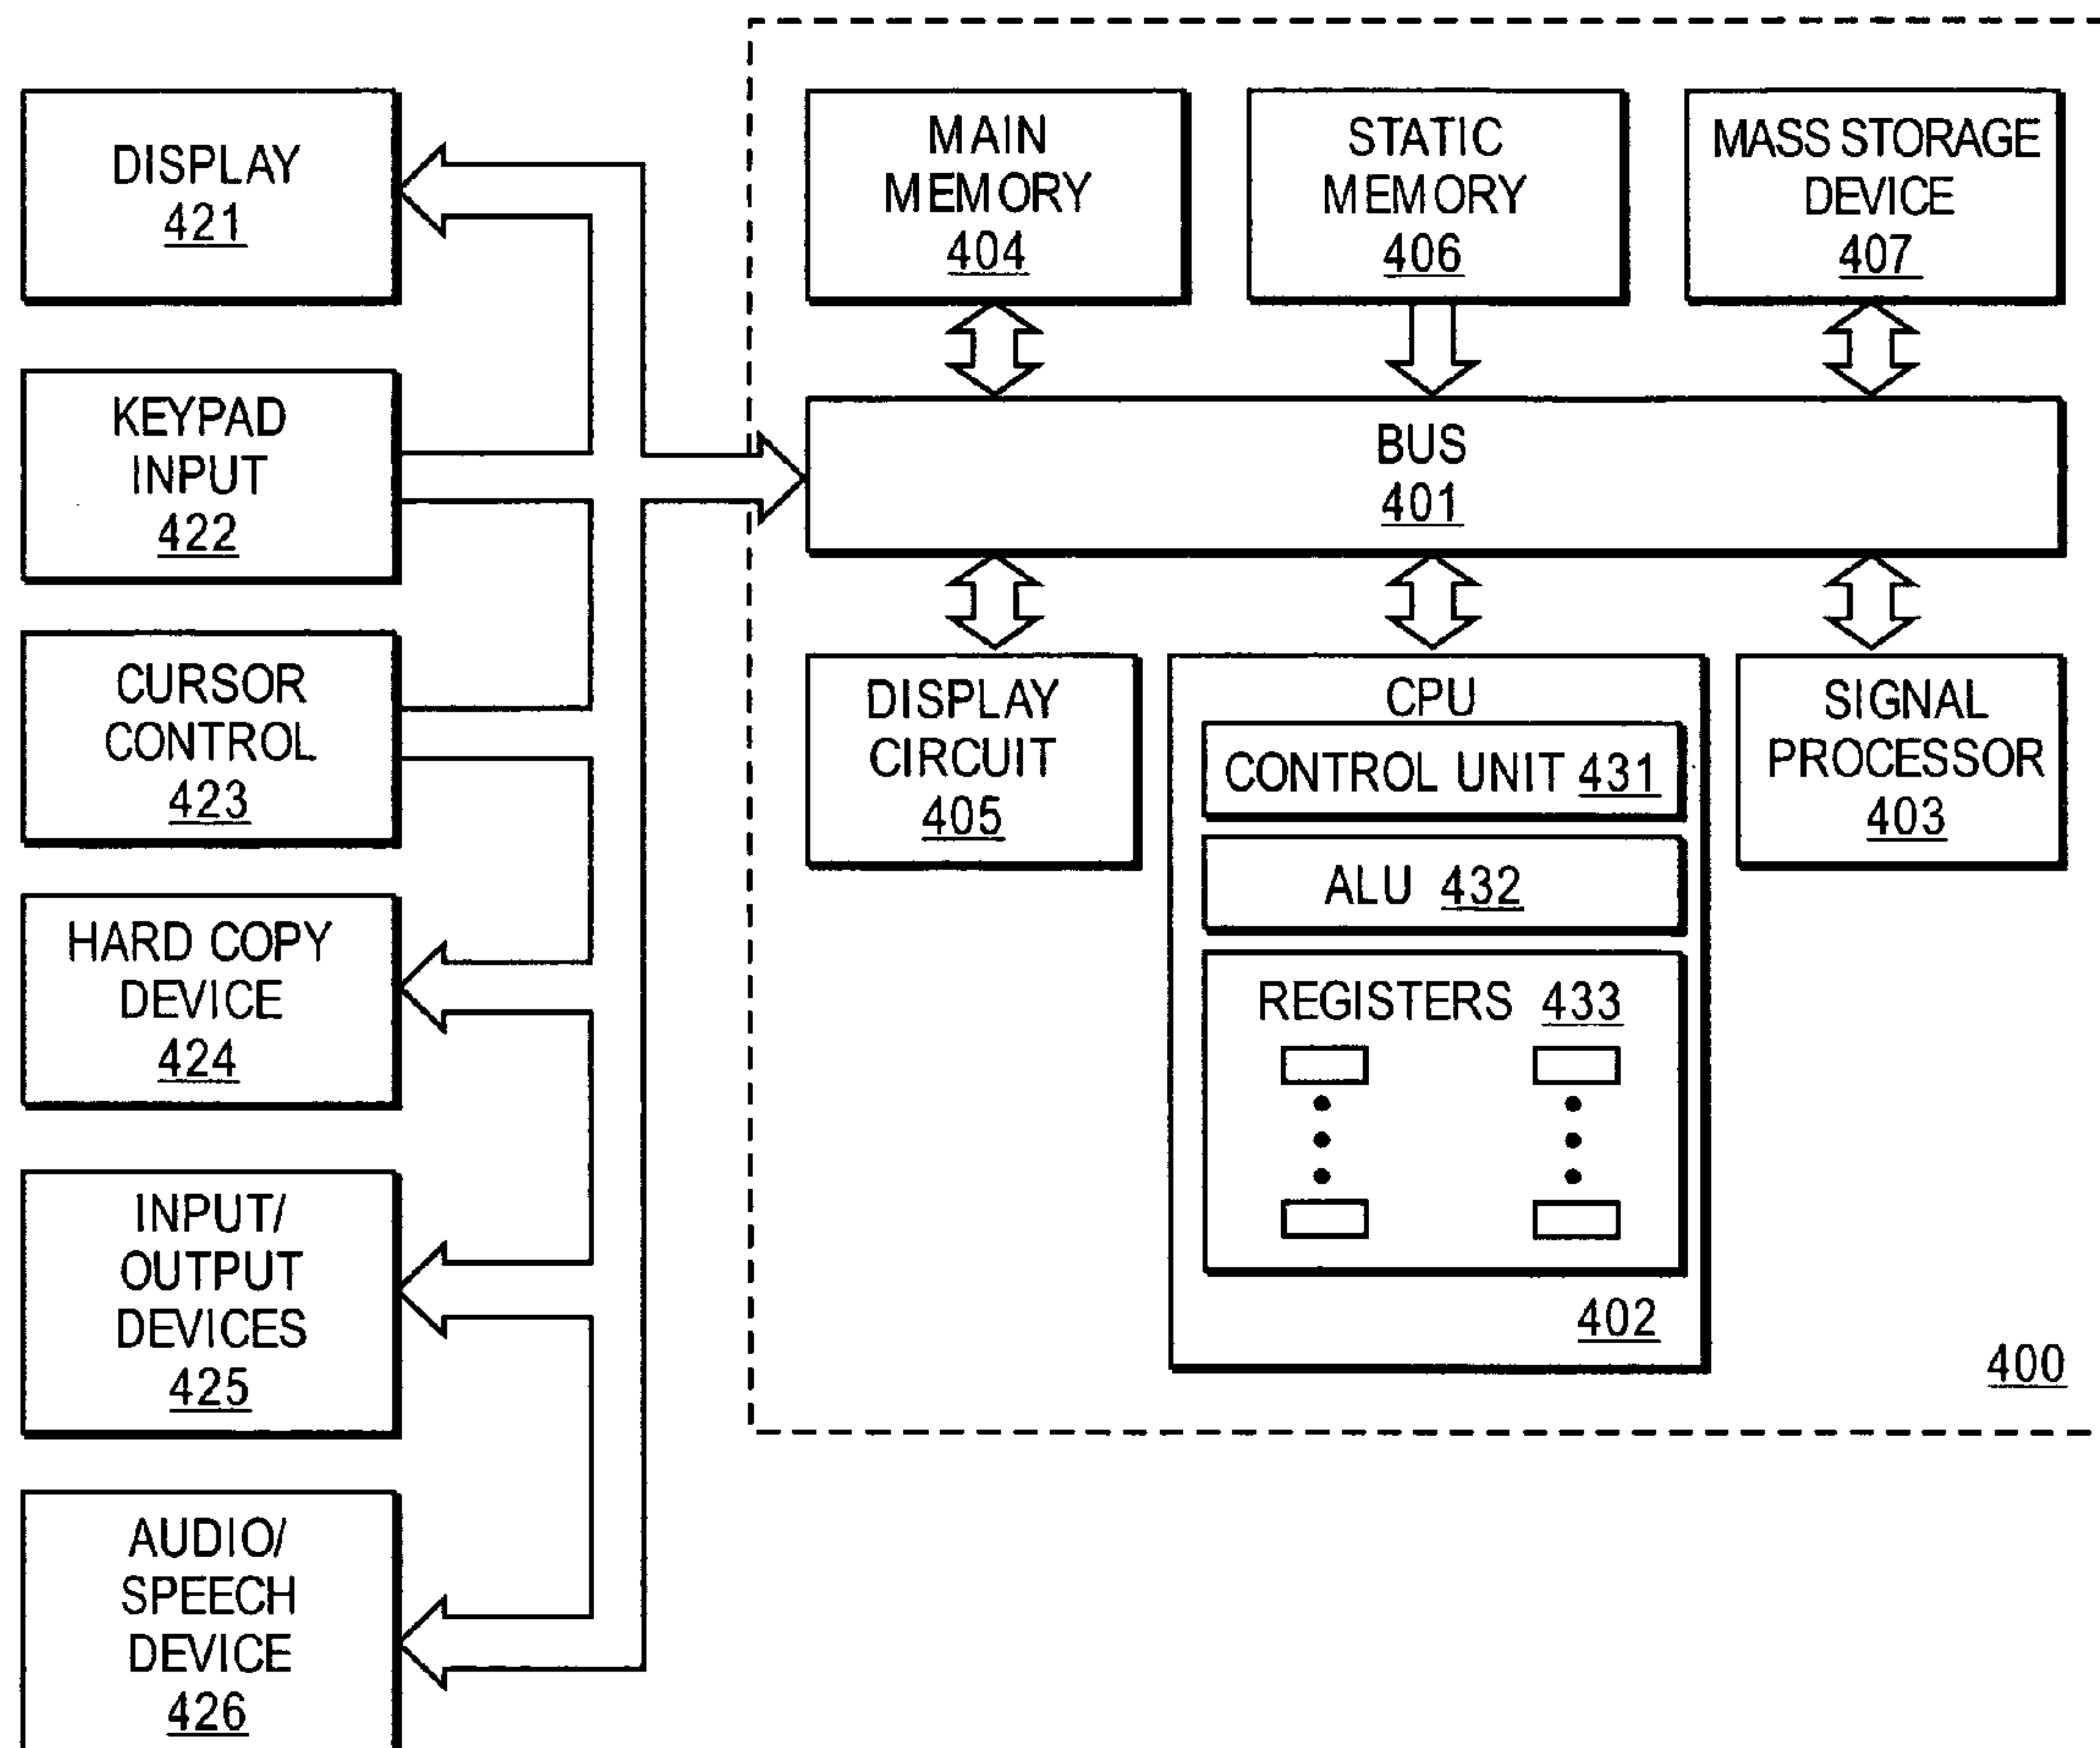 DISPLAY
421
KEYPAD
INPUT
422
CURSOR
CONTROL
423
HARD COPY
DEVICE
424
INPUT/
OUTPUT
DEVICES
425
AUDIO/
SPEECH
DEVICE
426
MAIN
MEMORY
404
STATIC
MEMORY
406
MASS STORAGE
DEVICE
407
BUS
401
DISPLAY
CIRCUIT
405
CPU
CONTROL UNIT 431
ALU 432
REGISTERS 433
402
SIGNAL
PROCESSOR
403
400